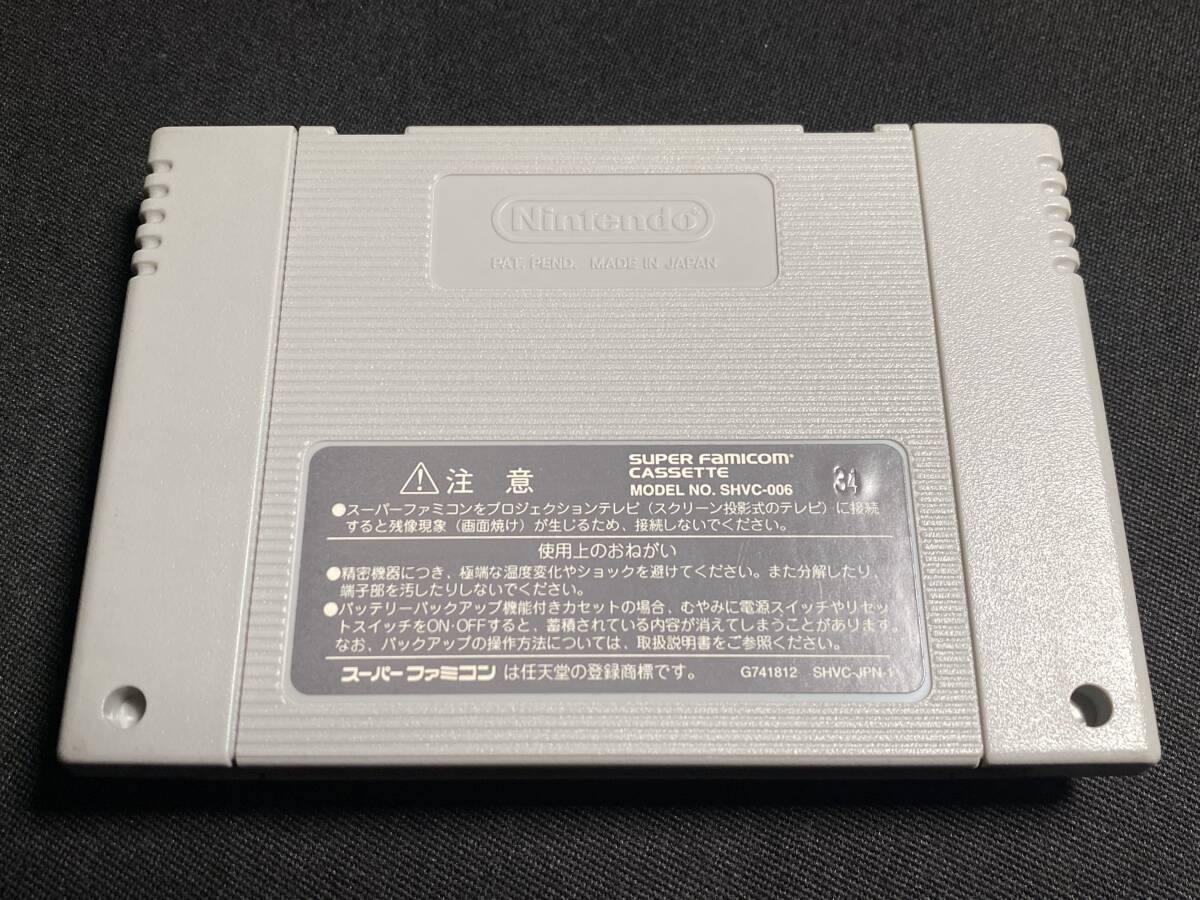 Nintendo®
PAT. PEND. MADE IN JAPAN
⚠注意
SUPER FAMICOM®
CASSETTE
MODEL NO. SHVC-006
34
●スーパーファミコンをプロジェクションテレビ(スクリーン投影式のテレビ)に接続
すると残像現象(画面焼け)が生じるため、接続しないでください。
使用上のおねがい
●精密機器につき、極端な温度変化やショックを避けてください。また分解したり、
端子部を汚したりしないでください。
●バッテリーバックアップ機能付きカセットの場合、むやみに電源スイッチやリセッ
トスイッチをON・OFFすると、蓄積されている内容が消えてしまうことがあります。
なお、バックアップの操作方法については、取扱説明書をご参照ください。
スーパーファミコンは任天堂の登録商標です。 G741812 SHVC-JPN-1